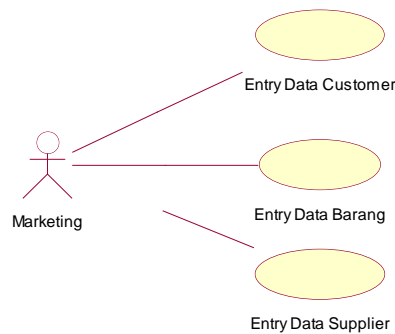 Entry Data Customer
Marketing
Entry Data Barang
Entry Data Supplier